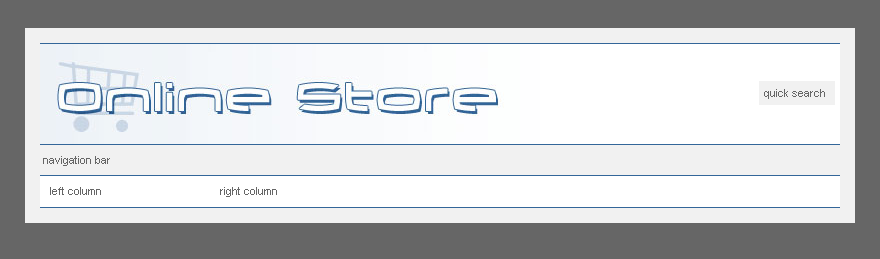 Online Store
quick search
navigation bar
left column
right column